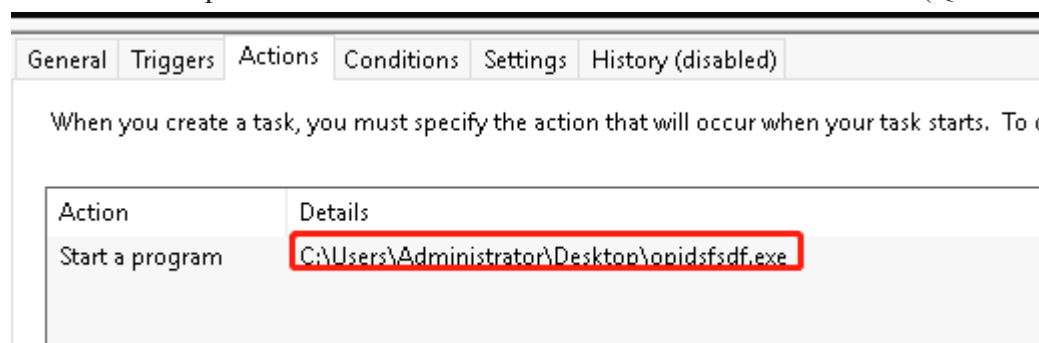 General Triggers Actions Conditions Settings History (disabled)
When you create a task, you must specify the action that will occur when your task starts. To
Action Details
Start a program C:\Users\Administrator\Desktop\opidsfsdf.exe